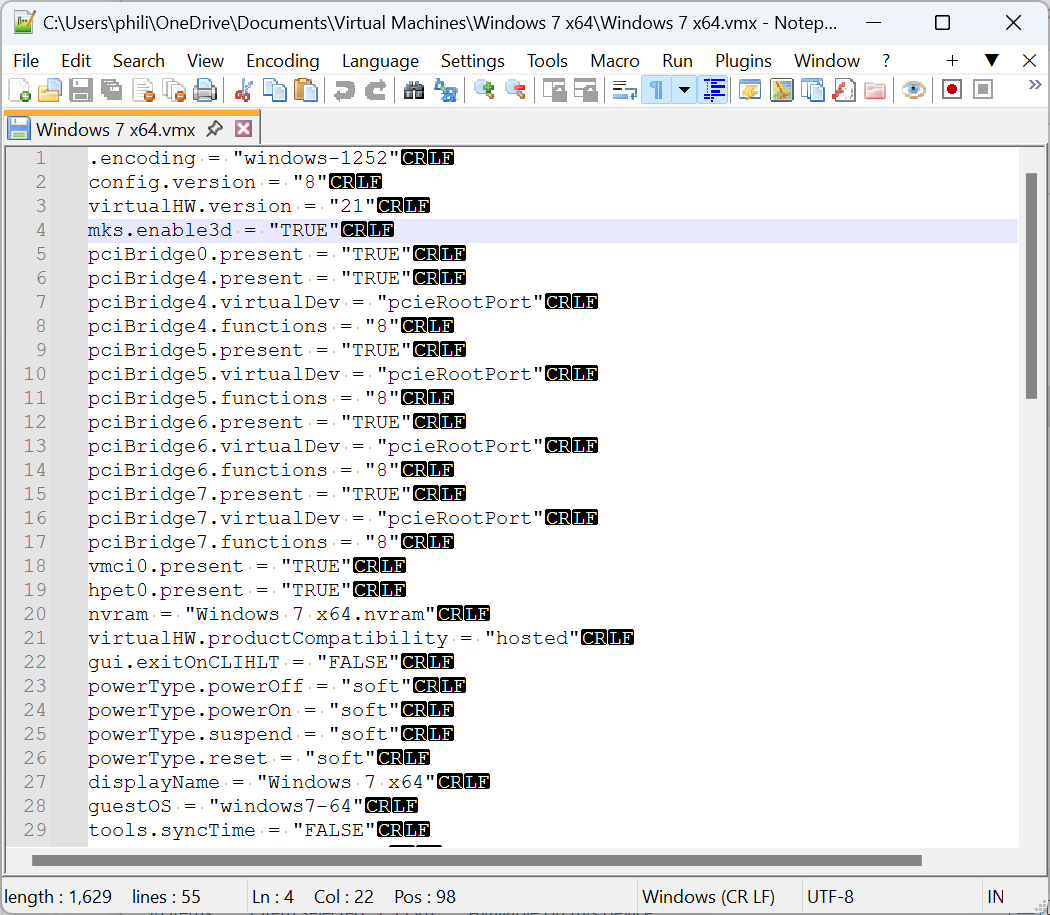 C:\Users\phili\OneDrive\Documents\Virtual Machines\Windows 7 x64\Windows 7 x64.vmx - Notep...
File Edit Search View Encoding Language Settings Tools Macro Run Plugins Window ? + ▼ ✕
Windows 7 x64.vmx
1 .encoding = "windows-1252"CRLF
2 config.version = "8"CRLF
3 virtualHW.version = "21"CRLF
4 mks.enable3d = "TRUE"CRLF
5 pciBridge0.present = "TRUE"CRLF
6 pciBridge4.present = "TRUE"CRLF
7 pciBridge4.virtualDev = "pcieRootPort"CRLF
8 pciBridge4.functions = "8"CRLF
9 pciBridge5.present = "TRUE"CRLF
10 pciBridge5.virtualDev = "pcieRootPort"CRLF
11 pciBridge5.functions = "8"CRLF
12 pciBridge6.present = "TRUE"CRLF
13 pciBridge6.virtualDev = "pcieRootPort"CRLF
14 pciBridge6.functions = "8"CRLF
15 pciBridge7.present = "TRUE"CRLF
16 pciBridge7.virtualDev = "pcieRootPort"CRLF
17 pciBridge7.functions = "8"CRLF
18 vmci0.present = "TRUE"CRLF
19 hpet0.present = "TRUE"CRLF
20 nvram = "Windows 7 x64.nvram"CRLF
21 virtualHW.productCompatibility = "hosted"CRLF
22 gui.exitOnCLIHLT = "FALSE"CRLF
23 powerType.powerOff = "soft"CRLF
24 powerType.powerOn = "soft"CRLF
25 powerType.suspend = "soft"CRLF
26 powerType.reset = "soft"CRLF
27 displayName = "Windows 7 x64"CRLF
28 guestOS = "windows7-64"CRLF
29 tools.syncTime = "FALSE"CRLF
length : 1,629 lines : 55 Ln : 4 Col : 22 Pos : 98 Windows (CR LF) UTF-8 IN